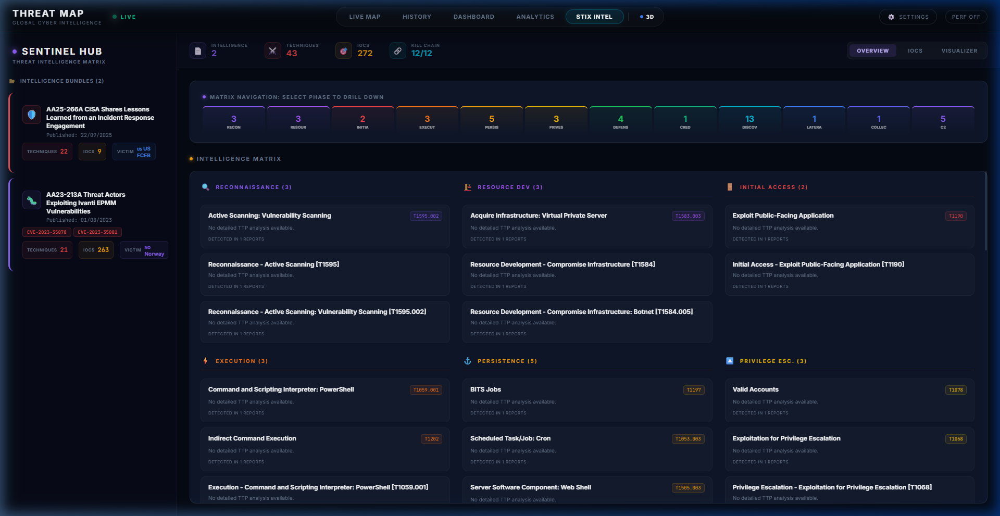 THREAT MAP
GLOBAL CYBER INTELLIGENCE
LIVE
LIVE MAP
HISTORY
DASHBOARD
ANALYTICS
STIX INTEL
3D
SETTINGS
PERF OFF
SENTINEL HUB
THREAT INTELLIGENCE MATRIX
INTELLIGENCE BUNDLES (2)
AA25-266A CISA Shares Lessons
Learned from an Incident Response
Engagement
Published: 22/09/2025
TECHNIQUES 22
IOCS 9
VICTIM US US
FCEB
AA23-213A Threat Actors
Exploiting Ivanti EPMM
Vulnerabilities
Published: 01/08/2023
CVE-2023-35078
CVE-2023-35081
TECHNIQUES 21
IOCS 263
VICTIM NO
Norway
INTELLIGENCE
2
TECHNIQUES
43
IOCS
272
KILL CHAIN
12/12
OVERVIEW
IOCS
VISUALIZER
MATRIX NAVIGATION: SELECT PHASE TO DRILL DOWN
3
RECON
3
RESOUR
2
INITIA
3
EXECUT
5
PERSIS
3
PRIVES
4
DEFENS
1
CRED
13
DISCOV
1
LATERA
1
COLLEC
5
C2
INTELLIGENCE MATRIX
RECONNAISSANCE (3)
Active Scanning: Vulnerability Scanning
T1595.002
No detailed TTP analysis available.
DETECTED IN 1 REPORTS
Reconnaissance - Active Scanning [T1595]
No detailed TTP analysis available.
DETECTED IN 1 REPORTS
Reconnaissance - Active Scanning: Vulnerability Scanning [T1595.002]
No detailed TTP analysis available.
DETECTED IN 1 REPORTS
RESOURCE DEV (3)
Acquire Infrastructure: Virtual Private Server
T1583.003
No detailed TTP analysis available.
DETECTED IN 1 REPORTS
Resource Development - Compromise Infrastructure [T1584]
No detailed TTP analysis available.
DETECTED IN 1 REPORTS
Resource Development - Compromise Infrastructure: Botnet [T1584.005]
No detailed TTP analysis available.
DETECTED IN 1 REPORTS
INITIAL ACCESS (2)
Exploit Public-Facing Application
T1190
No detailed TTP analysis available.
DETECTED IN 1 REPORTS
Initial Access - Exploit Public-Facing Application [T1190]
No detailed TTP analysis available.
DETECTED IN 1 REPORTS
EXECUTION (3)
Command and Scripting Interpreter: PowerShell
T1059.001
No detailed TTP analysis available.
DETECTED IN 1 REPORTS
Indirect Command Execution
T1202
No detailed TTP analysis available.
DETECTED IN 1 REPORTS
Execution - Command and Scripting Interpreter: PowerShell [T1059.001]
No detailed TTP analysis available.
PERSISTENCE (5)
BITS Jobs
T1197
No detailed TTP analysis available.
DETECTED IN 1 REPORTS
Scheduled Task/Job: Cron
T1053.003
No detailed TTP analysis available.
DETECTED IN 1 REPORTS
Server Software Component: Web Shell
T1505.003
No detailed TTP analysis available.
PRIVILEGE ESC. (3)
Valid Accounts
T1078
No detailed TTP analysis available.
DETECTED IN 1 REPORTS
Exploitation for Privilege Escalation
T1068
No detailed TTP analysis available.
DETECTED IN 1 REPORTS
Privilege Escalation - Exploitation for Privilege Escalation [T1068]
No detailed TTP analysis available.